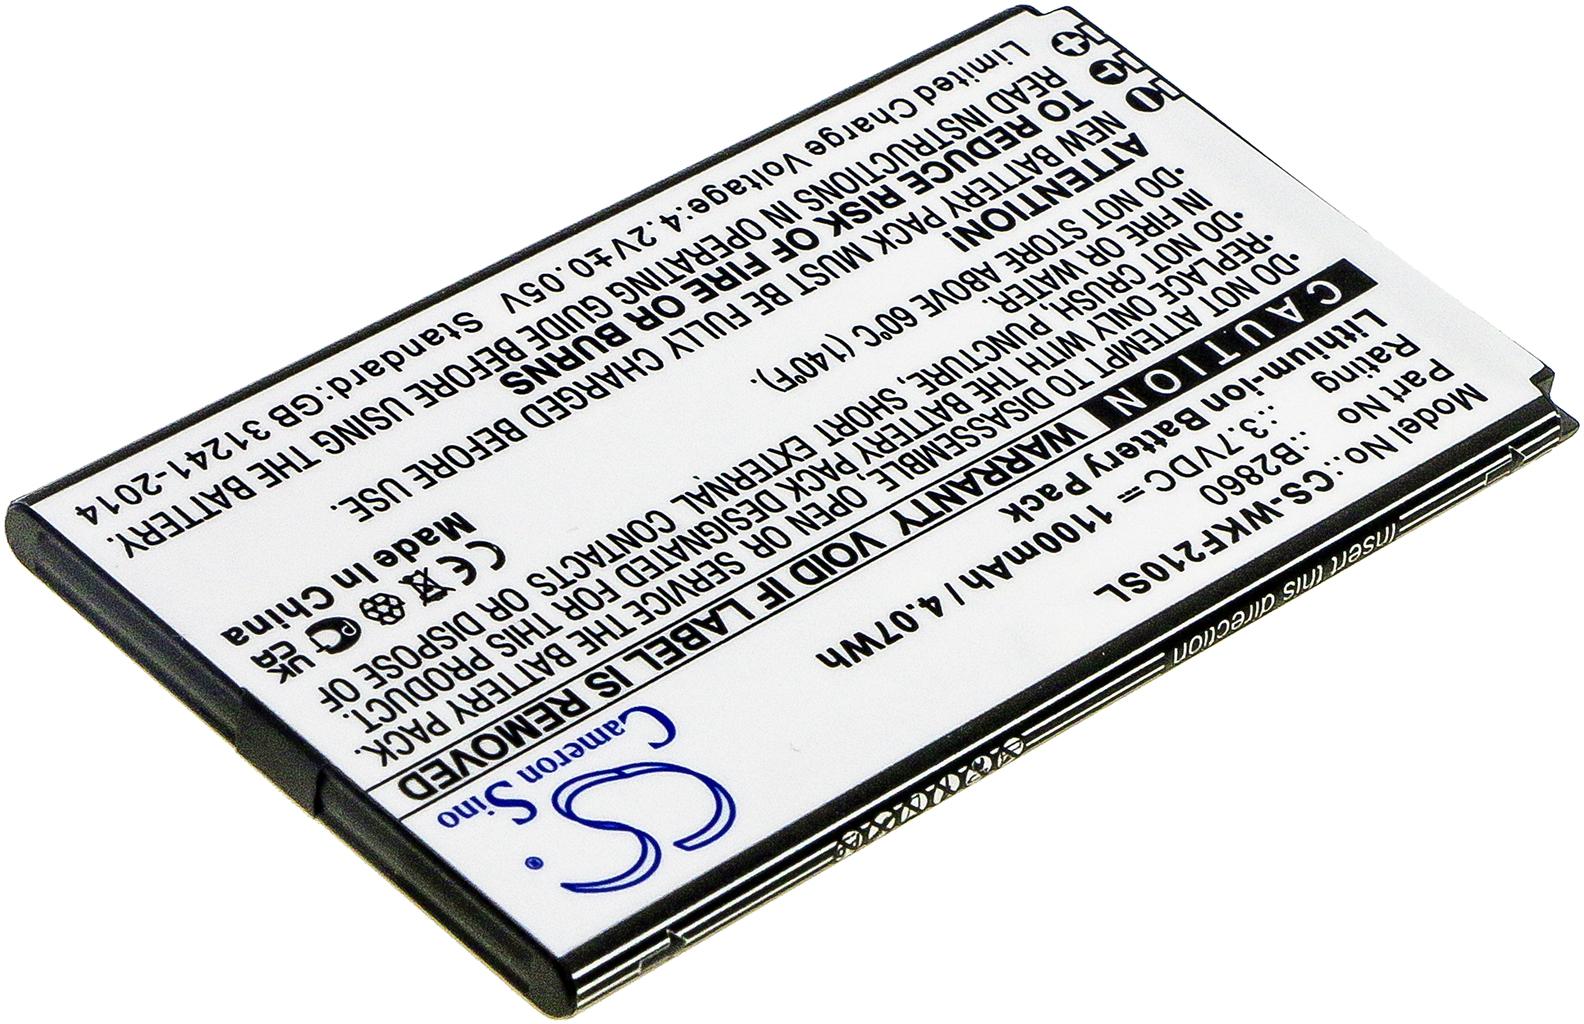 Cameron Sino
CS
®
Model No.:CS-WKF210SL
Part No :B2860
Rating :3.7VDC ⎓ 1100mAh / 4.07Wh
Lithium-ion Battery Pack
CAUTION WARRANTY VOID IF LABEL IS REMOVED
•DO NOT ATTEMPT TO DISASSEMBLE, OPEN OR SERVICE THE BATTERY PACK.
•REPLACE ONLY WITH THE BATTERY PACK DESIGNATED FOR THIS PRODUCT.
•DO NOT CRUSH, PUNCTURE, SHORT EXTERNAL CONTACTS OR DISPOSE OF
IN FIRE OR WATER.
•DO NOT STORE ABOVE 60℃ (140℉).
ATTENTION!
NEW BATTERY PACK MUST BE FULLY CHARGED BEFORE USE.
TO REDUCE RISK OF FIRE OR BURNS
READ INSTRUCTIONS IN OPERATING GUIDE BEFORE USING THE BATTERY.
Limited Charge Voltage:4.2V±0.05V Standard:GB 31241-2014
UK
CA
CE
Made In China
+
-
Insert this direction